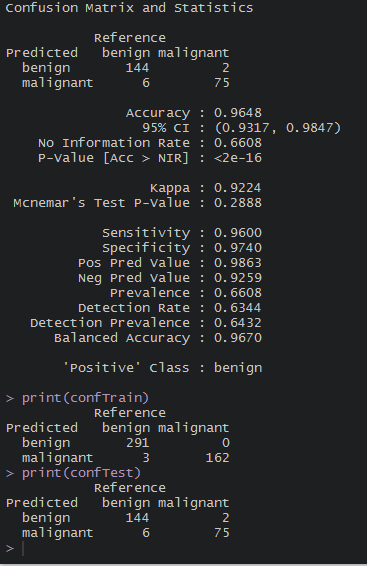 Confusion Matrix and Statistics
Reference
Predicted benign malignant
benign 144 2
malignant 6 75
Accuracy : 0.9648
95% CI : (0.9317, 0.9847)
No Information Rate : 0.6608
P-Value [Acc > NIR] : <2e-16
Kappa : 0.9224
Mcnemar's Test P-Value : 0.2888
Sensitivity : 0.9600
Specificity : 0.9740
Pos Pred Value : 0.9863
Neg Pred Value : 0.9259
Prevalence : 0.6608
Detection Rate : 0.6344
Detection Prevalence : 0.6432
Balanced Accuracy : 0.9670
'Positive' Class : benign
> print(confTrain)
Reference
Predicted benign malignant
benign 291 0
malignant 3 162
> print(confTest)
Reference
Predicted benign malignant
benign 144 2
malignant 6 75
>